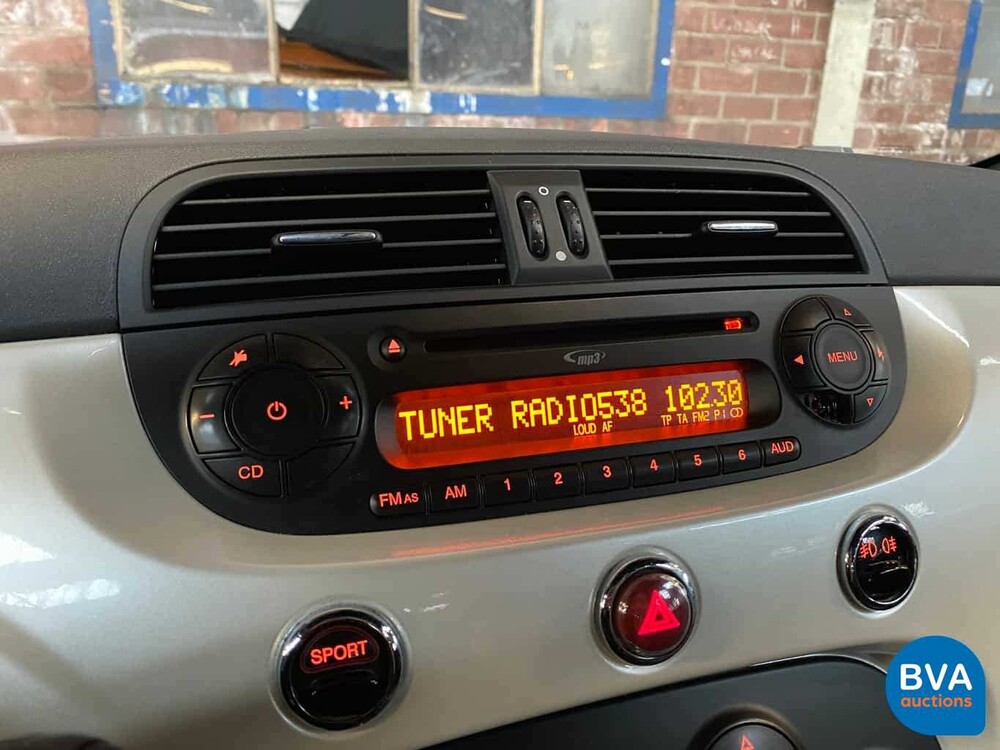 mp3
MENU
TUNER RADIO538 10230
LOUD AF
TP TA FM2 P1
CD
FM AS AM 1 2 3 4 5 6 AUD
SPORT
BVA
auctions